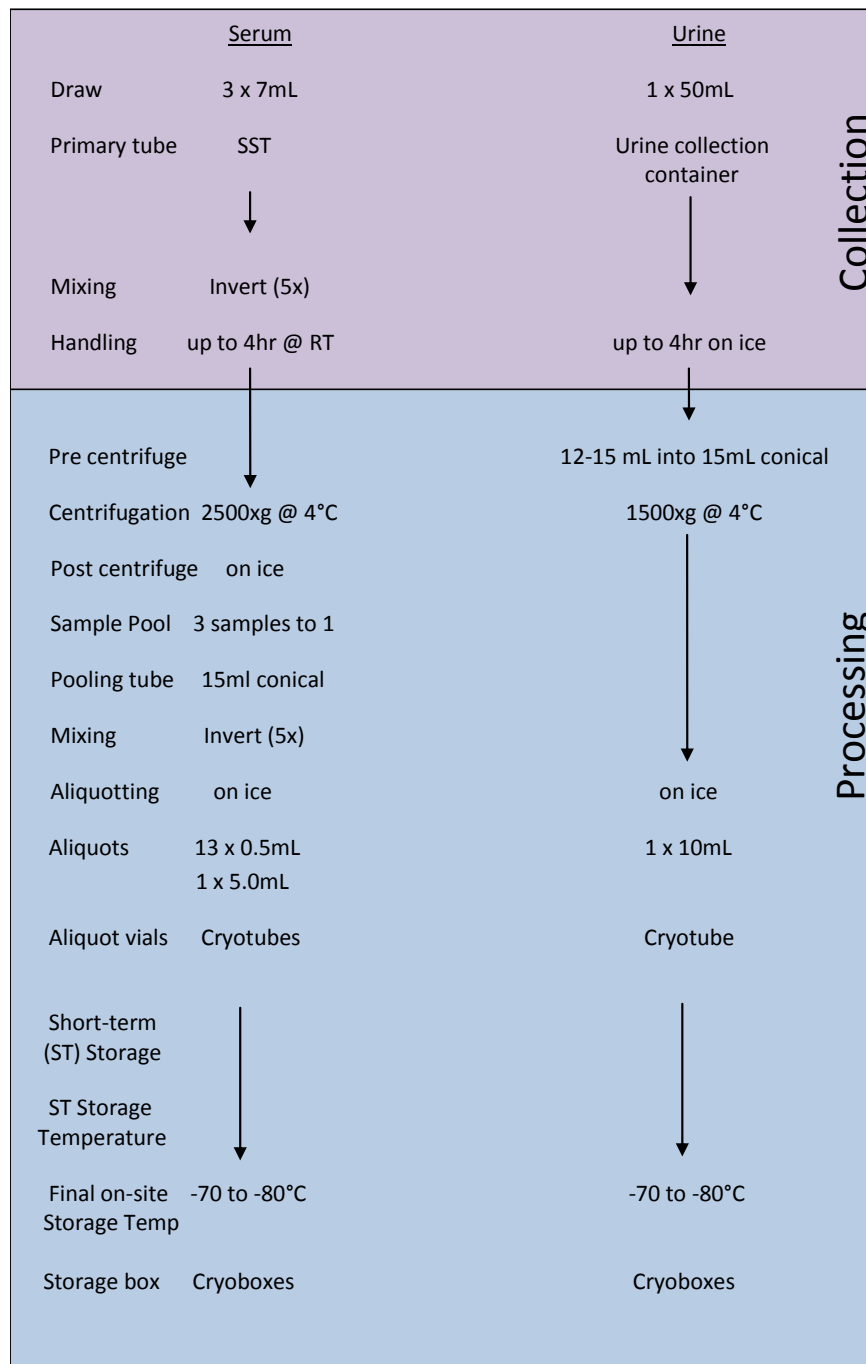 Serum Urine
Draw 3 x 7mL 1 x 50mL
Primary tube SST Urine collection
container
Mixing Invert (5x)
Handling up to 4hr @ RT up to 4hr on ice
Collection
Pre centrifuge 12-15 mL into 15mL conical
Centrifugation 2500xg @ 4°C 1500xg @ 4°C
Post centrifuge on ice
Sample Pool 3 samples to 1
Pooling tube 15ml conical
Mixing Invert (5x)
Aliquotting on ice on ice
Aliquots 13 x 0.5mL 1 x 10mL
1 x 5.0mL
Aliquot vials Cryotubes Cryotube
Short-term
(ST) Storage
ST Storage
Temperature
Final on-site -70 to -80°C -70 to -80°C
Storage Temp
Storage box Cryoboxes Cryoboxes
Processing